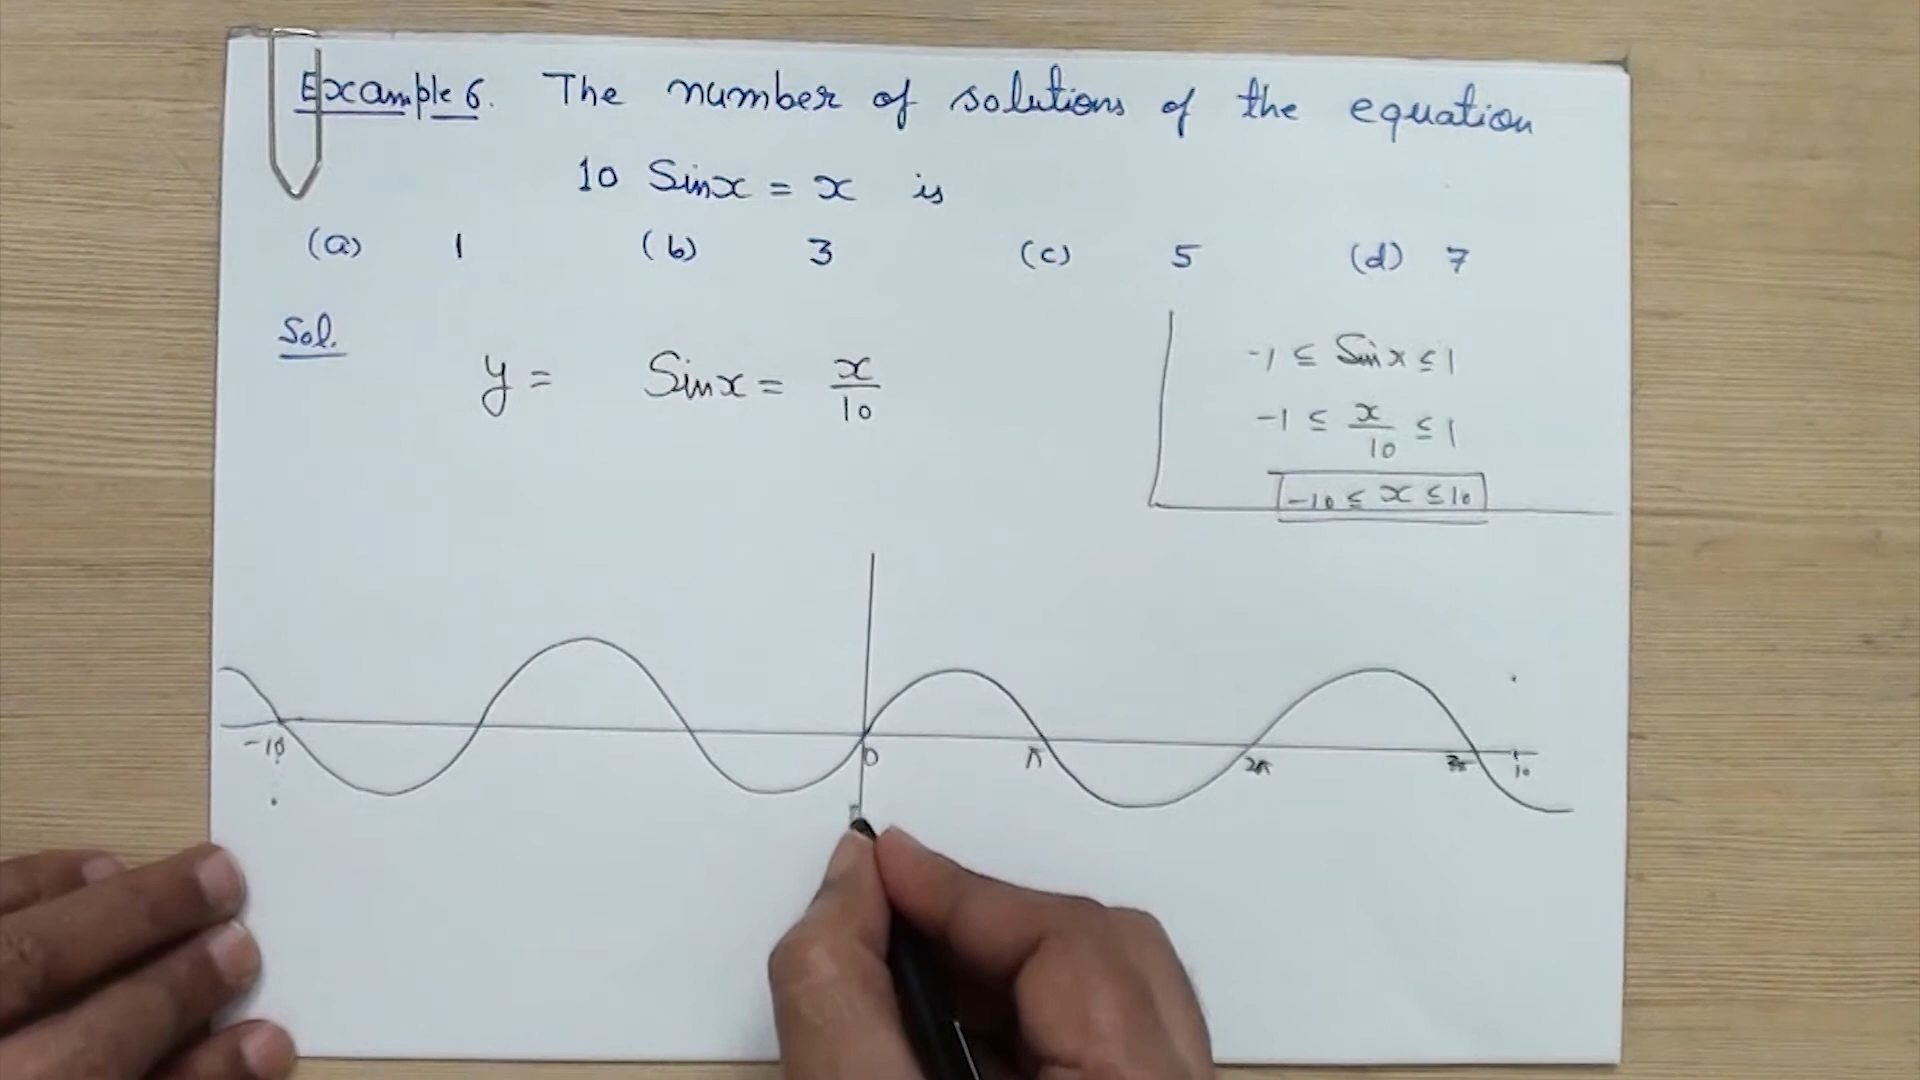 Example 6. The number of solutions of the equation
10 Sinx = x is
(a) 1 (b) 3 (c) 5 (d) 7
Sol.
y = Sinx = x/10
-1 ≤ Sinx ≤ 1
-1 ≤ x/10 ≤ 1
-10 ≤ x ≤ 10
-10 0 π 2π 3π 10